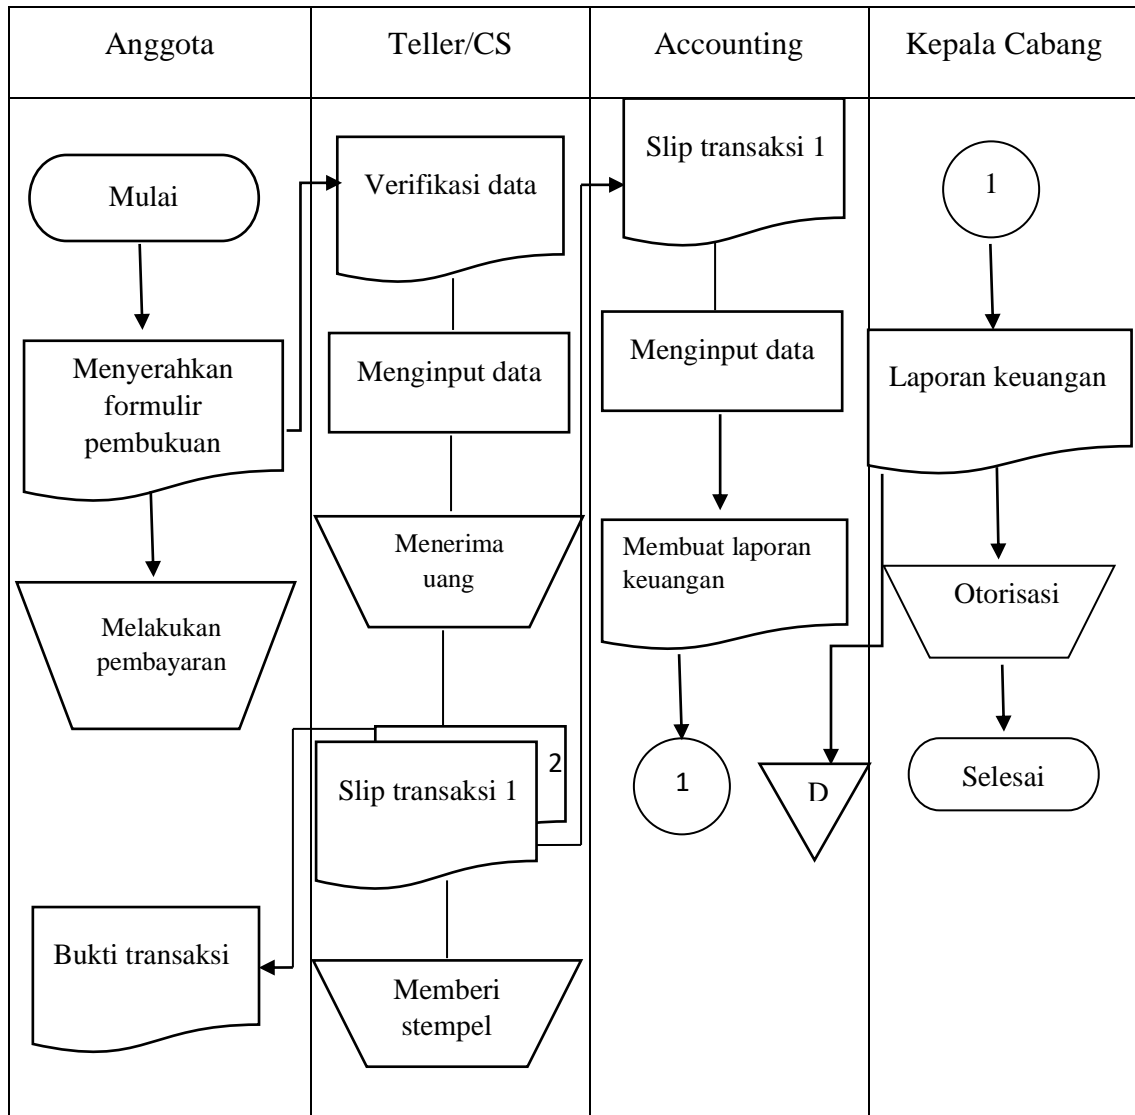 Anggota
Teller/CS
Accounting
Kepala Cabang
Mulai
Menyerahkan
formulir
pembukuan
Melakukan
pembayaran
Bukti transaksi
Verifikasi data
Menginput data
Menerima
uang
2
Slip transaksi 1
Memberi
stempel
Slip transaksi 1
Menginput data
Membuat laporan
keuangan
1
D
1
Laporan keuangan
Otorisasi
Selesai